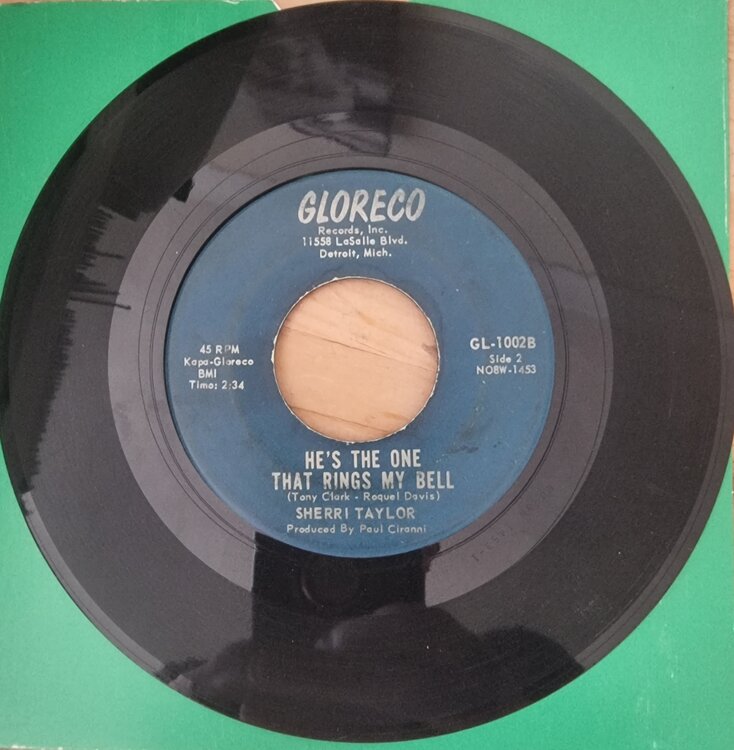 GLORECO
Records, Inc.
11558 LaSalle Blvd.
Detroit, Mich.
45 RPM
Kapa-Gloreco
BMI
Time: 2:34
GL-1002B
Side 2
NO8W-1453
HE'S THE ONE
THAT RINGS MY BELL
(Tony Clark - Roquel Davis)
SHERRI TAYLOR
Produced By Paul Cironni